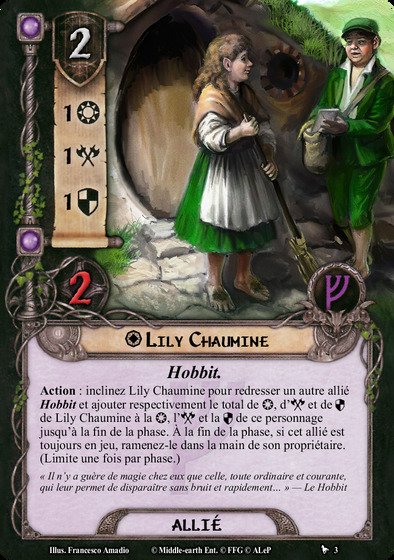 2
1
1
1
2
LILY CHAUMINE
Hobbit.
Action : inclinez Lily Chaumine pour redresser un autre allié
Hobbit et ajouter respectivement le total de , d' et de
de Lily Chaumine à la , l' et la de ce personnage
jusqu'à la fin de la phase. À la fin de la phase, si cet allié est
toujours en jeu, ramenez-le dans la main de son propriétaire.
(Limite une fois par phase.)
« Il n'y a guère de magie chez eux que celle, toute ordinaire et courante,
qui leur permet de disparaître sans bruit et rapidement... » — Le Hobbit
ALLIÉ
Illus. Francesco Amadio © Middle-earth Ent. © FFG © ALeP 3